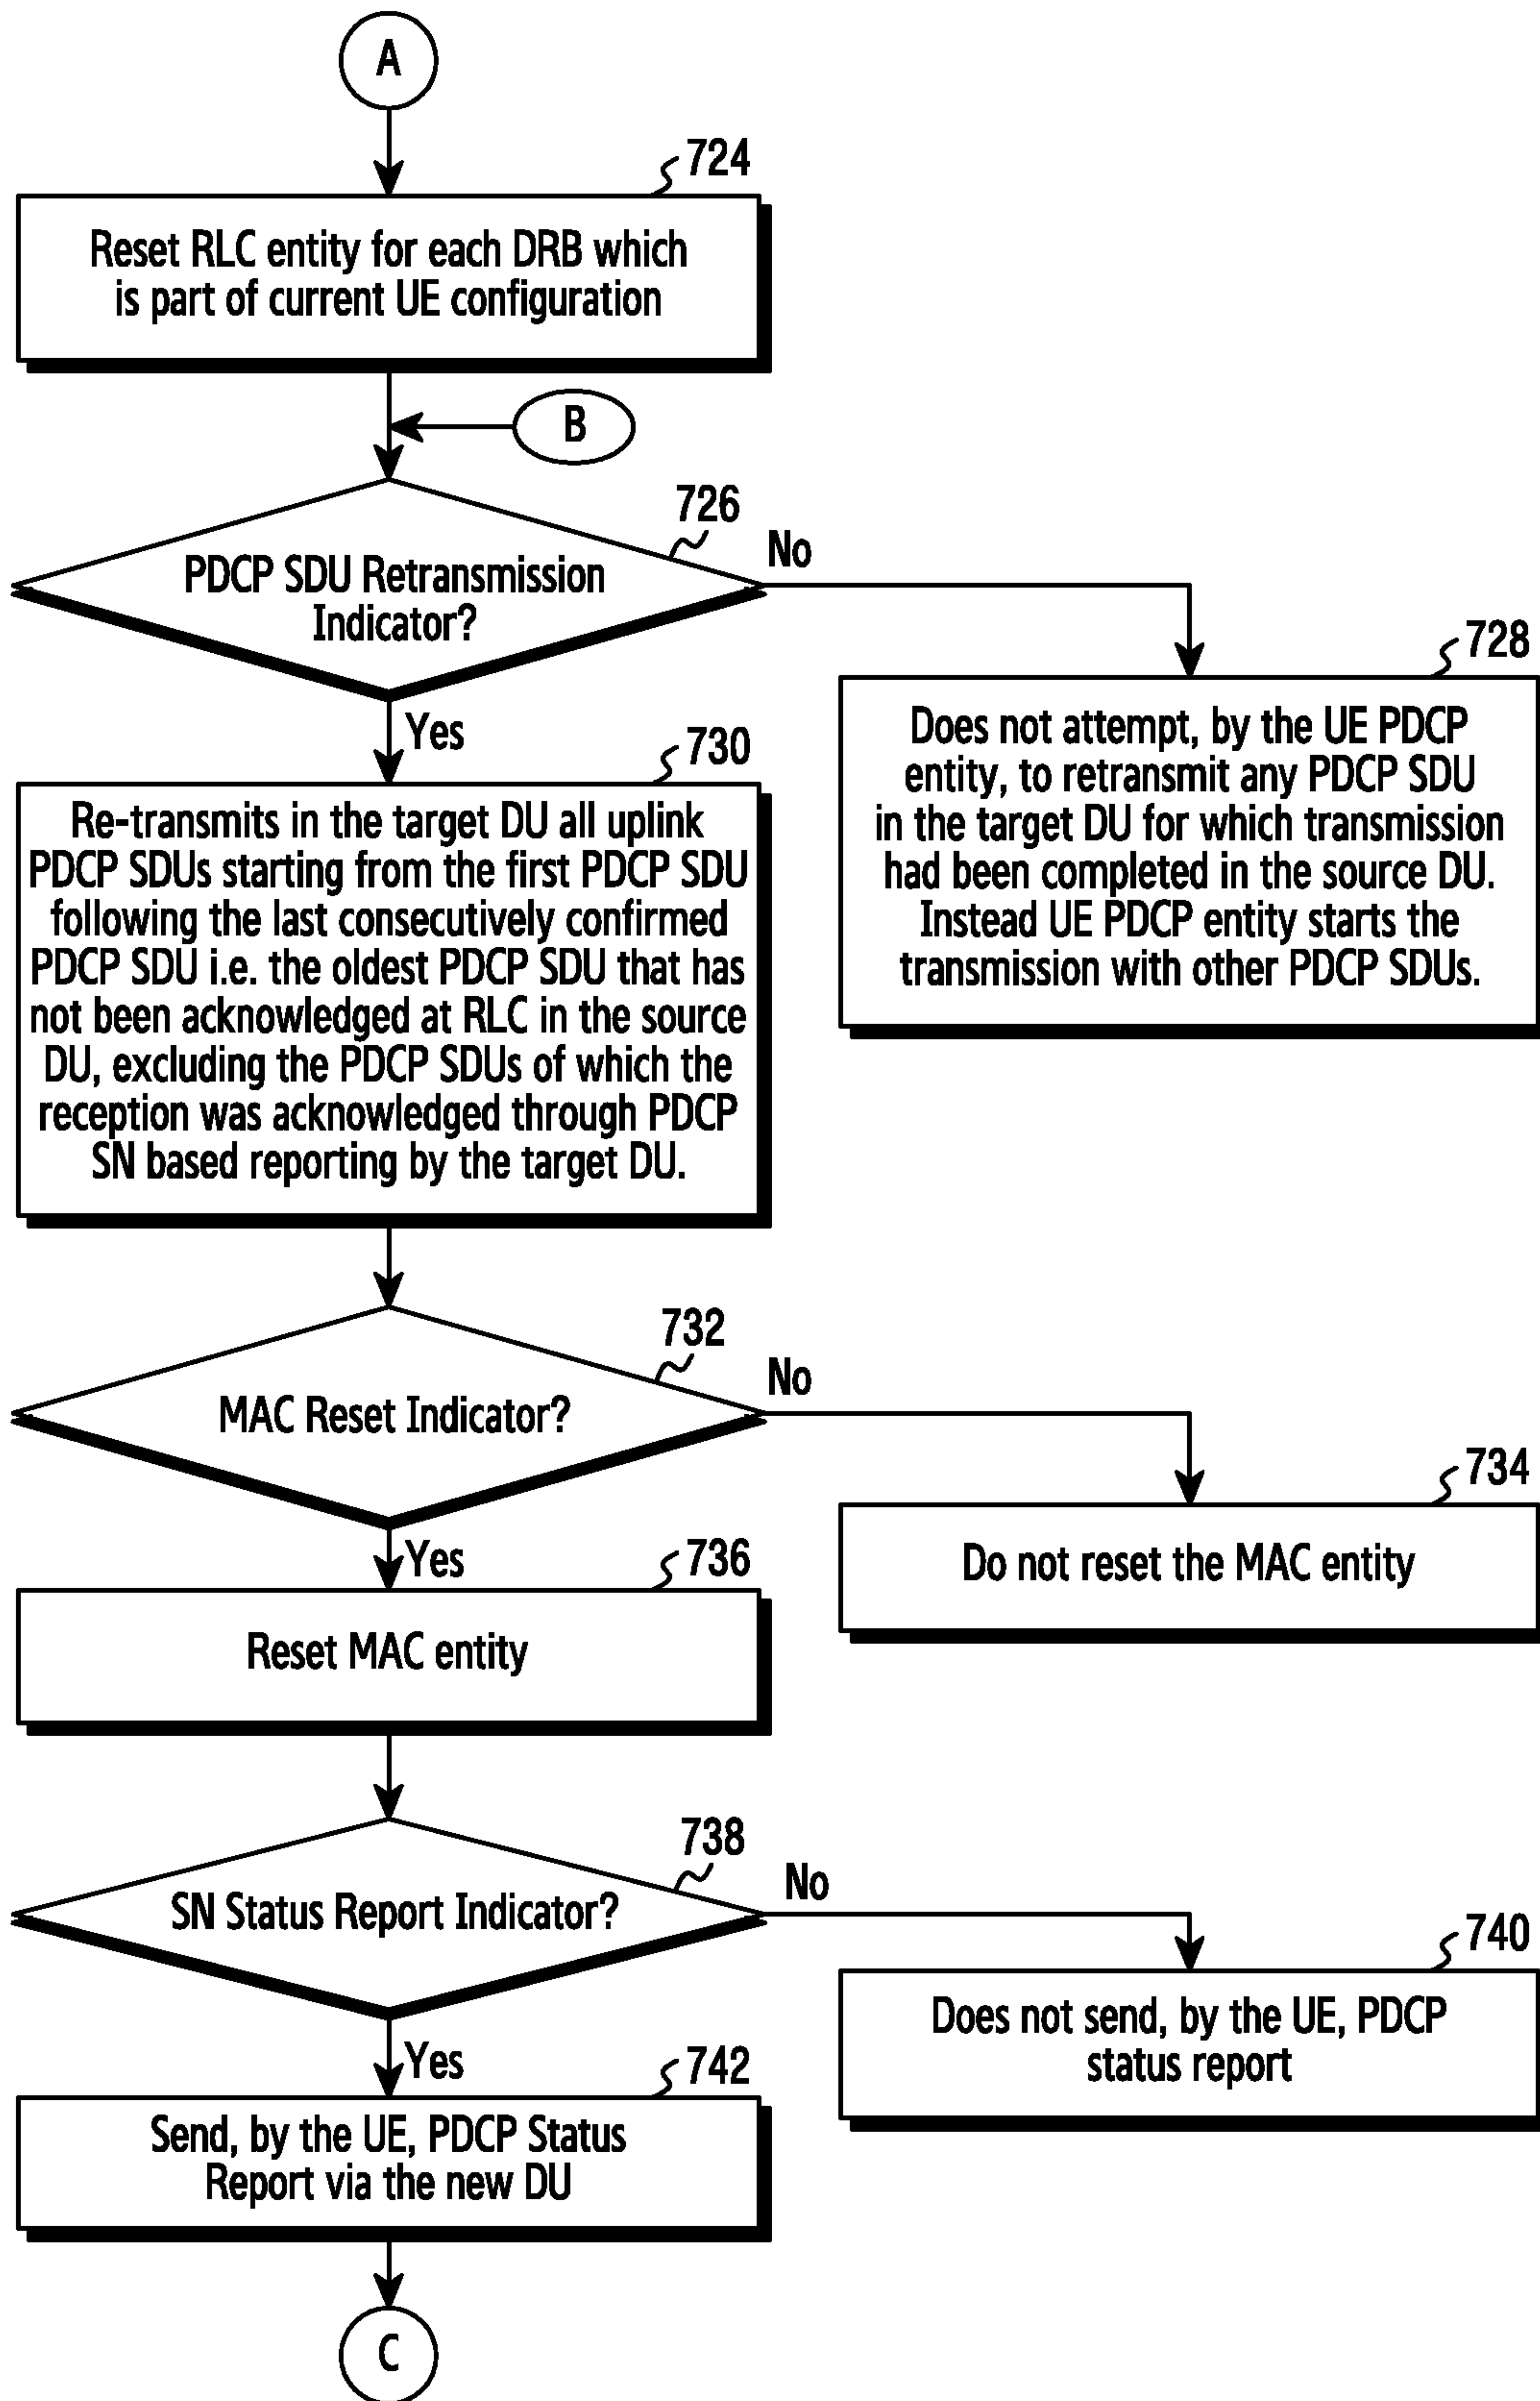 A
724
Reset RLC entity for each DRB which
is part of current UE configuration
B
726
PDCP SDU Retransmission
Indicator?
No
Yes
728
Does not attempt, by the UE PDCP
entity, to retransmit any PDCP SDU
in the target DU for which transmission
had been completed in the source DU.
Instead UE PDCP entity starts the
transmission with other PDCP SDUs.
730
Re-transmits in the target DU all uplink
PDCP SDUs starting from the first PDCP SDU
following the last consecutively confirmed
PDCP SDU i.e. the oldest PDCP SDU that has
not been acknowledged at RLC in the source
DU, excluding the PDCP SDUs of which the
reception was acknowledged through PDCP
SN based reporting by the target DU.
732
MAC Reset Indicator?
No
Yes
734
Do not reset the MAC entity
736
Reset MAC entity
738
SN Status Report Indicator?
No
Yes
740
Does not send, by the UE, PDCP
status report
742
Send, by the UE, PDCP Status
Report via the new DU
C